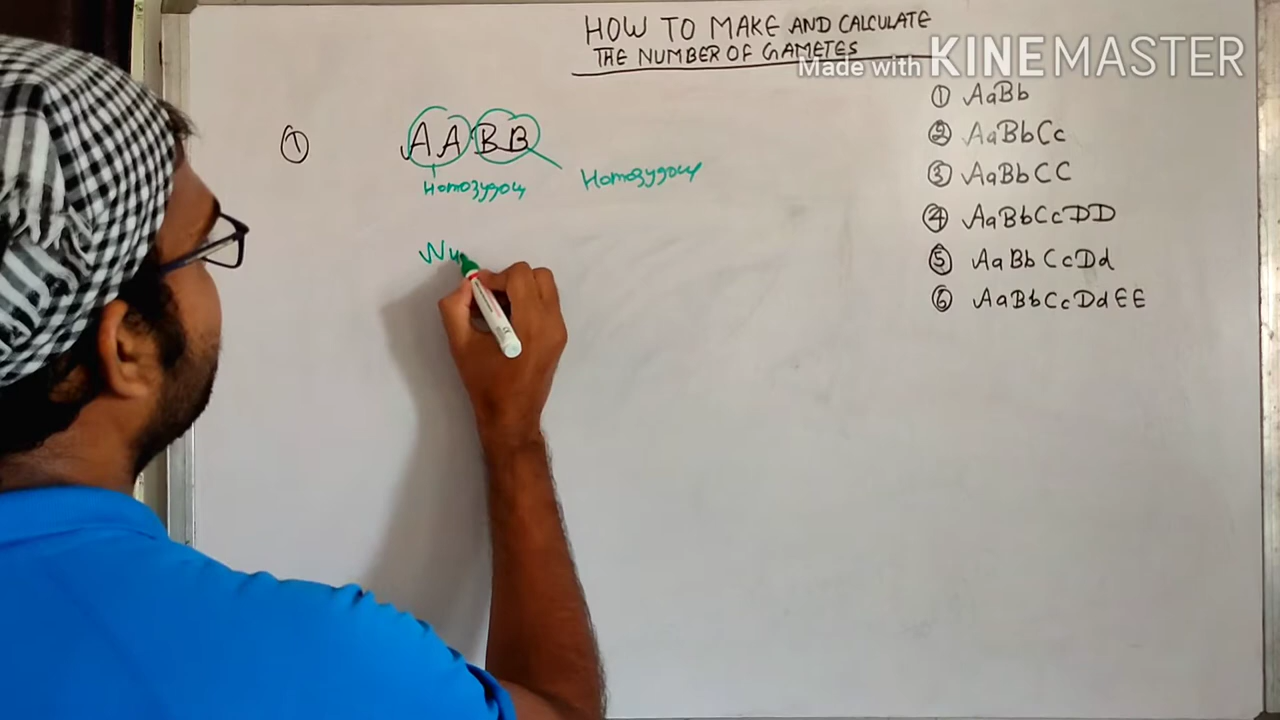 HOW TO MAKE AND CALCULATE
THE NUMBER OF GAMETES
Made with KINEMASTER
① AABB
Homozygous Homozygous
Nu
① AaBb
② AaBbCc
③ AaBbCC
④ AaBbCcDD
⑤ AaBbCcDd
⑥ AaBbCcDdEE